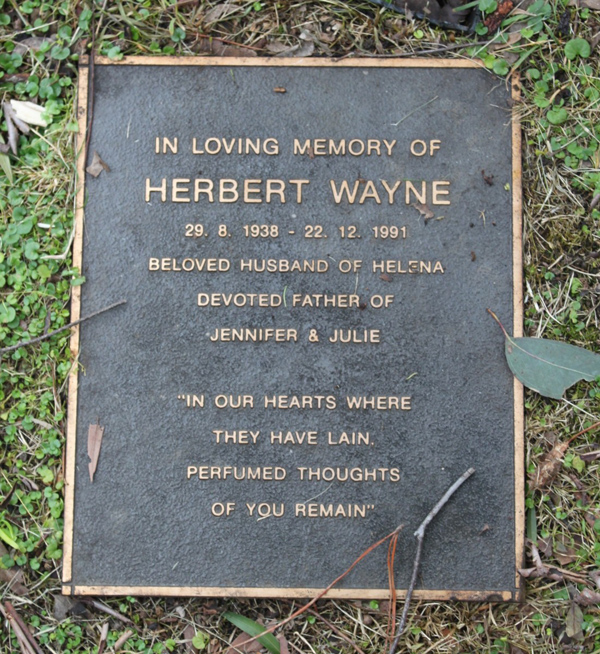 IN LOVING MEMORY OF
HERBERT WAYNE
29. 8. 1938 - 22. 12. 1991
BELOVED HUSBAND OF HELENA
DEVOTED FATHER OF
JENNIFER & JULIE
"IN OUR HEARTS WHERE
THEY HAVE LAIN,
PERFUMED THOUGHTS
OF YOU REMAIN"